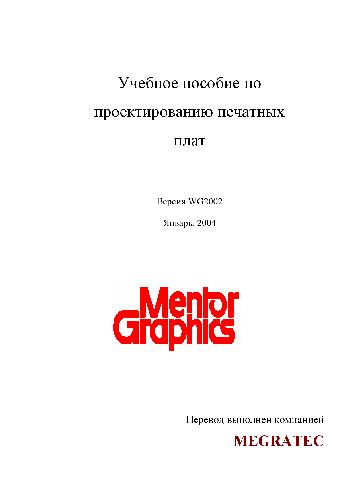 Учебное пособие по
проектированию печатных
плат
Версия WG2002
Январь, 2004
Mentor
Graphics
Перевод выполнен компанией
MEGRATEC